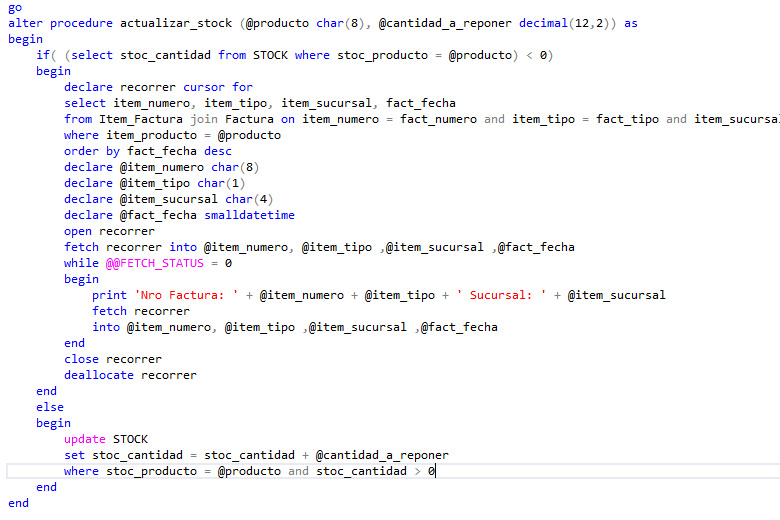 go
alter procedure actualizar_stock (@producto char(8), @cantidad_a_reponer decimal(12,2)) as
begin
if( (select stoc_cantidad from STOCK where stoc_producto = @producto) < 0)
begin
declare recorrer cursor for
select item_numero, item_tipo, item_sucursal, fact_fecha
from Item_Factura join Factura on item_numero = fact_numero and item_tipo = fact_tipo and item_sucursa
where item_producto = @producto
order by fact_fecha desc
declare @item_numero char(8)
declare @item_tipo char(1)
declare @item_sucursal char(4)
declare @fact_fecha smalldatetime
open recorrer
fetch recorrer into @item_numero, @item_tipo ,@item_sucursal ,@fact_fecha
while @@FETCH_STATUS = 0
begin
print 'Nro Factura: ' + @item_numero + @item_tipo + ' Sucursal: ' + @item_sucursal
fetch recorrer
into @item_numero, @item_tipo ,@item_sucursal ,@fact_fecha
end
close recorrer
deallocate recorrer
end
else
begin
update STOCK
set stoc_cantidad = stoc_cantidad + @cantidad_a_reponer
where stoc_producto = @producto and stoc_cantidad > 0
end
end